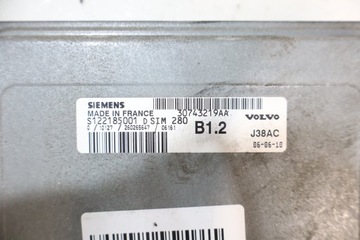 SIEMENS 30743219AA VOLVO
MADE IN FRANCE
S122185001 D SIM 280 B1.2 J38AC
06-06-10